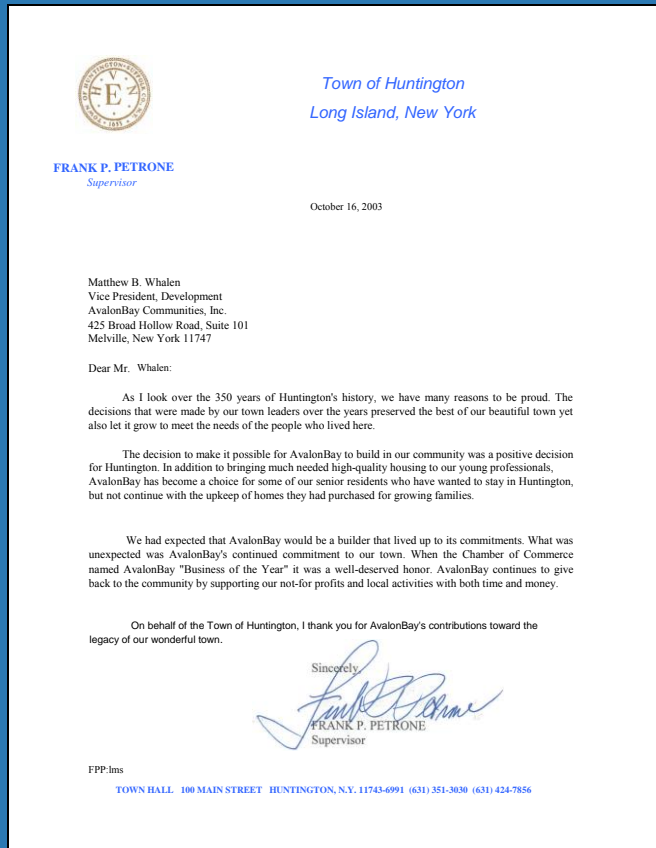 TOWN OF HUNTINGTON SUFFOLK CO. N.Y.
HVEN
1653
Town of Huntington
Long Island, New York
FRANK P. PETRONE
Supervisor
October 16, 2003
Matthew B. Whalen
Vice President, Development
AvalonBay Communities, Inc.
425 Broad Hollow Road, Suite 101
Melville, New York 11747
Dear Mr. Whalen:
As I look over the 350 years of Huntington's history, we have many reasons to be proud. The
decisions that were made by our town leaders over the years preserved the best of our beautiful town yet
also let it grow to meet the needs of the people who lived here.
The decision to make it possible for AvalonBay to build in our community was a positive decision
for Huntington. In addition to bringing much needed high-quality housing to our young professionals,
AvalonBay has become a choice for some of our senior residents who have wanted to stay in Huntington,
but not continue with the upkeep of homes they had purchased for growing families.
We had expected that AvalonBay would be a builder that lived up to its commitments. What was
unexpected was AvalonBay's continued commitment to our town. When the Chamber of Commerce
named AvalonBay "Business of the Year" it was a well-deserved honor. AvalonBay continues to give
back to the community by supporting our not-for profits and local activities with both time and money.
On behalf of the Town of Huntington, I thank you for AvalonBay's contributions toward the
legacy of our wonderful town.
Sincerely,
Frank P Petrone
FRANK P. PETRONE
Supervisor
FPP:lms
TOWN HALL 100 MAIN STREET HUNTINGTON, N.Y. 11743-6991 (631) 351-3030 (631) 424-7856